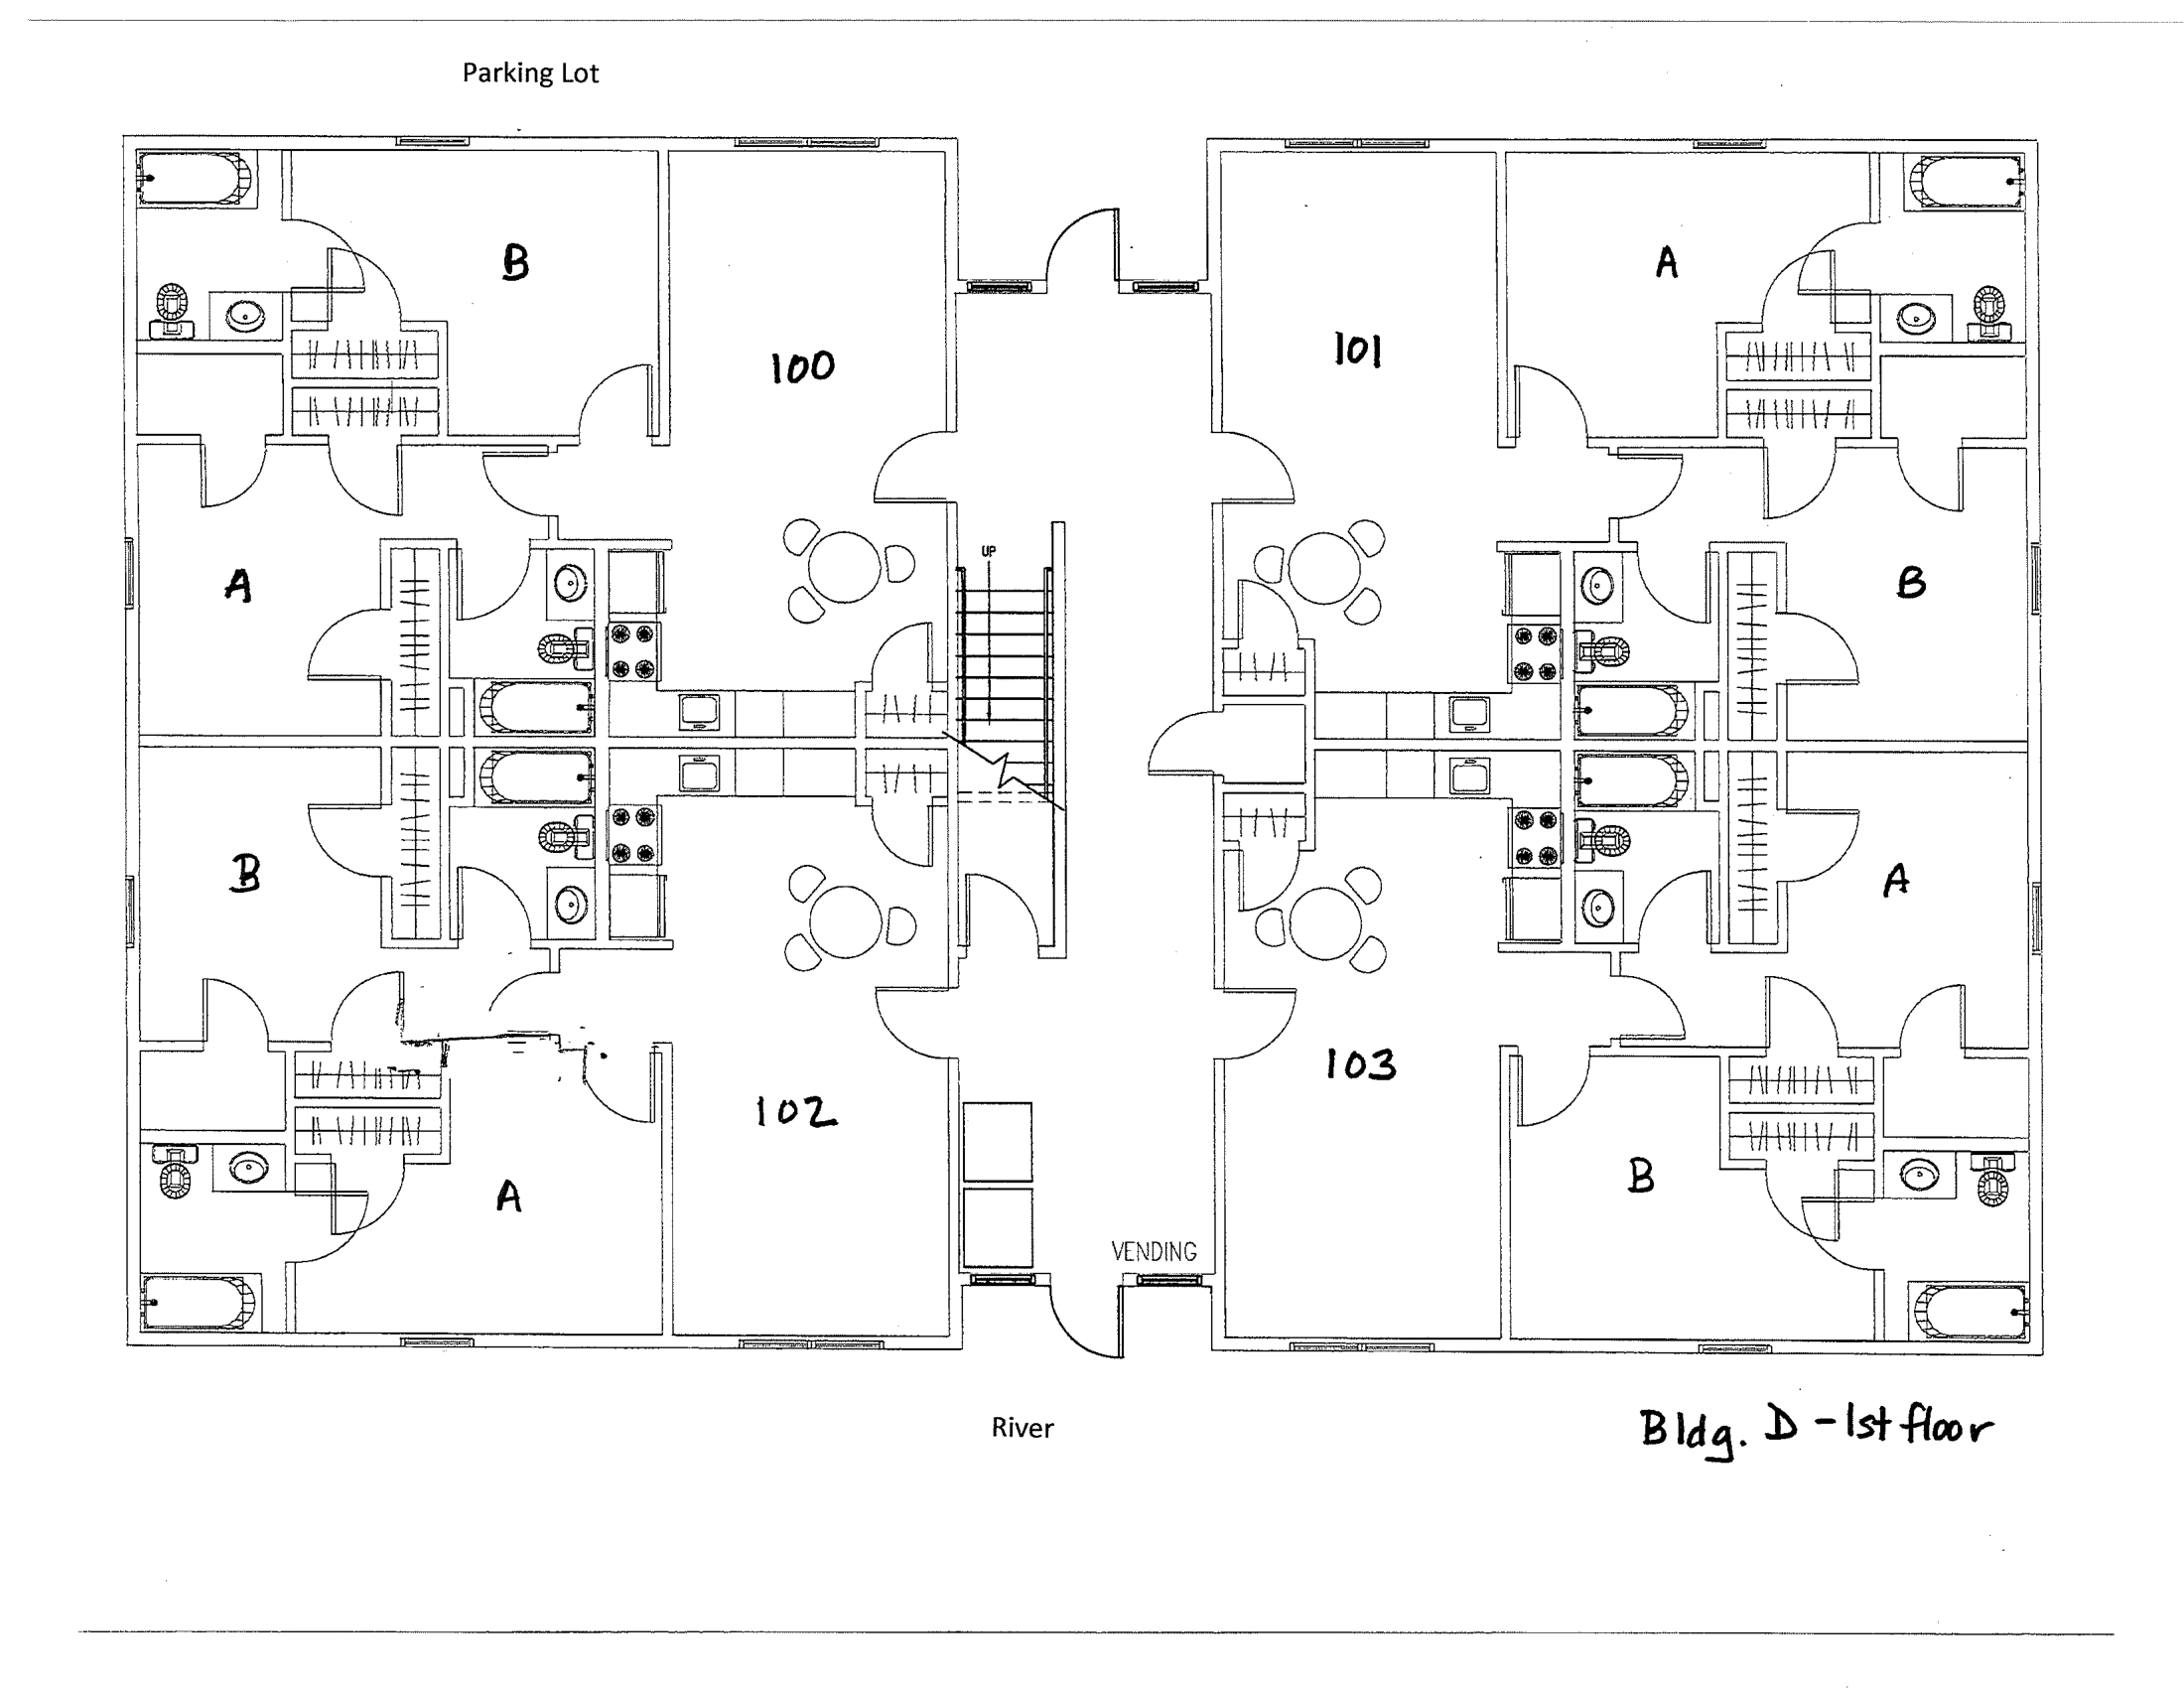 Parking Lot
B
A
100
101
UP
A
B
B
A
102
103
A
B
VENDING
River
Bldg. D - 1st floor